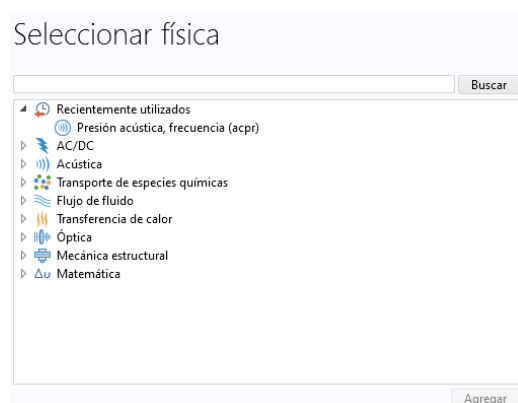 Seleccionar física
Buscar
Recientemente utilizados
Presión acústica, frecuencia (acpr)
AC/DC
Acústica
Transporte de especies químicas
Flujo de fluido
Transferencia de calor
Óptica
Mecánica estructural
Δu Matemática
Agregar